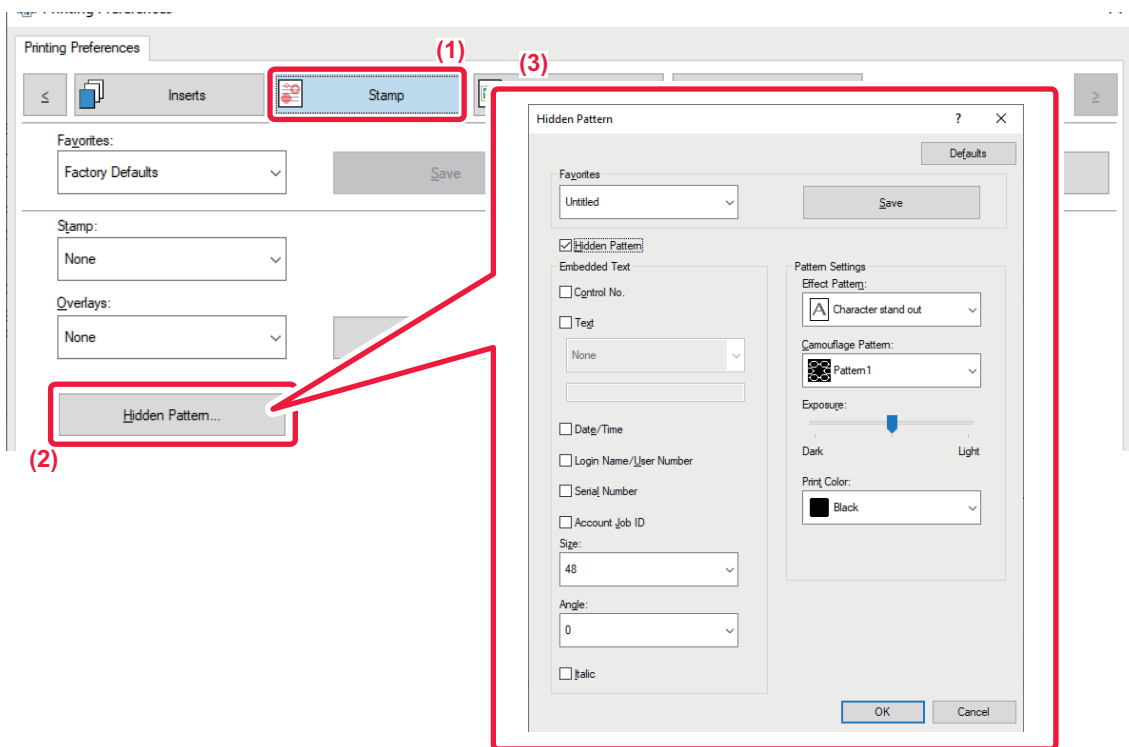 Printing Preferences
Printing Preferences
(1)
(3)
≤
Inserts
Stamp
≥
Favorites:
Factory Defaults
Save
Stamp:
None
Overlays:
None
Hidden Pattern...
(2)
Hidden Pattern
?
Defaults
Favorites
Untitled
Save
Hidden Pattern
Embedded Text
Control No.
Text
None
Date/Time
Login Name/User Number
Serial Number
Account Job ID
Size:
48
Angle:
0
Italic
Pattern Settings
Effect Pattern:
A Character stand out
Camouflage Pattern:
Pattern1
Exposure:
Dark Light
Print Color:
Black
OK Cancel